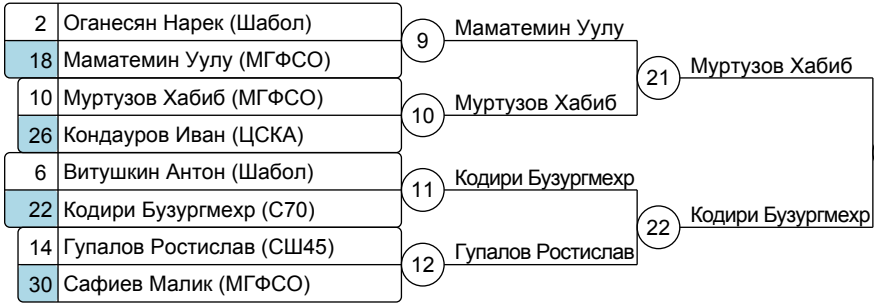 2 Оганесян Нарек (Шабол)
18 Маматемин Уулу (МГФСО)
9 Маматемин Уулу
10 Муртузов Хабиб (МГФСО)
26 Кондауров Иван (ЦСКА)
10 Муртузов Хабиб
21 Муртузов Хабиб
6 Витушкин Антон (Шабол)
22 Кодири Бузургмехр (С70)
11 Кодири Бузургмехр
14 Гупалов Ростислав (СШ45)
30 Сафиев Малик (МГФСО)
12 Гупалов Ростислав
22 Кодири Бузургмехр